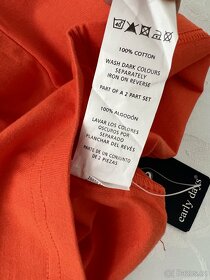 100% COTTON
WASH DARK COLOURS
SEPARATELY
IRON ON REVERSE
PART OF A 2 PART SET
100% ALGODÓN
LAVAR LOS COLORES
OSCUROS POR
SEPARADO
PLANCHAR DEL REVÉS
PARTE DE UN CONJUNTO
DE 2 PIEZAS
early days